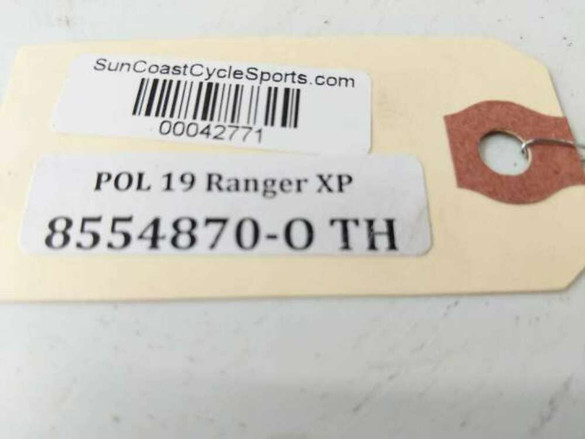 SunCoastCycleSports.com
00042771
POL 19 Ranger XP
8554870-O TH